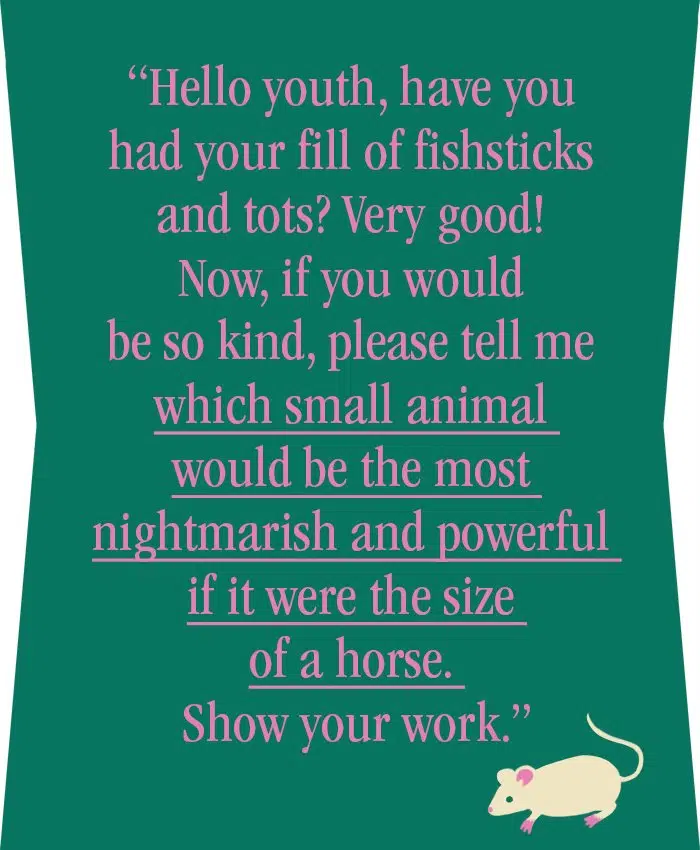 “Hello youth, have you
had your fill of fishsticks
and tots? Very good!
Now, if you would
be so kind, please tell me
which small animal
would be the most
nightmarish and powerful
if it were the size
of a horse.
Show your work.”